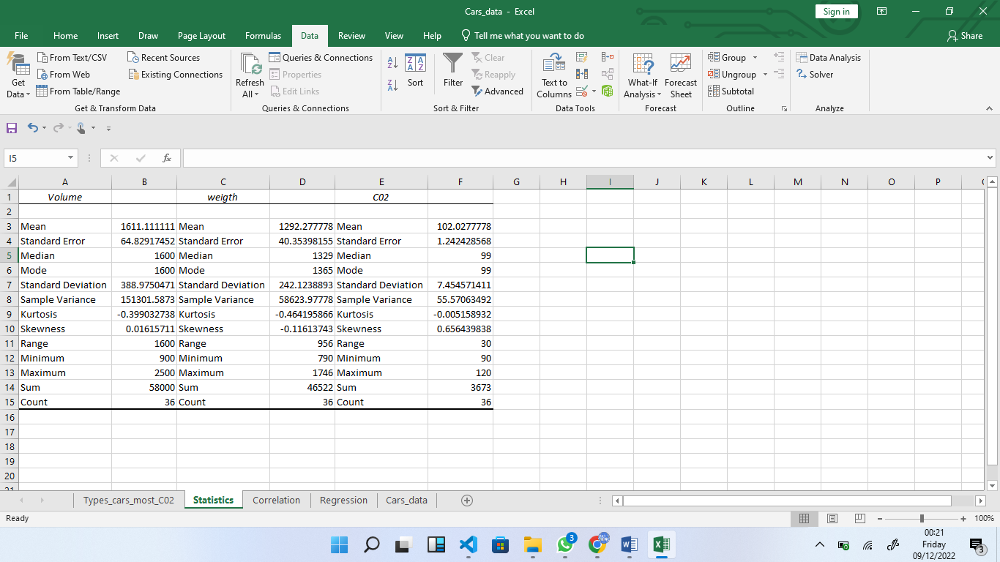 Cars_data - Excel
Sign in
File Home Insert Draw Page Layout Formulas Data Review View Help Tell me what you want to do Share
From Text/CSV Recent Sources Queries & Connections Clear Group Data Analysis
From Web Existing Connections Properties Reapply Ungroup Solver
From Table/Range Edit Links Advanced Subtotal
Get Data Refresh All Sort Filter Text to Columns What-If Analysis Forecast Sheet
Get & Transform Data Queries & Connections Sort & Filter Data Tools Forecast Outline Analyze
I5 fx
A B C D E F G H I J K L M N O P
1 Volume weigth C02
2
3 Mean 1611.111111 Mean 1292.277778 Mean 102.0277778
4 Standard Error 64.82917452 Standard Error 40.35398155 Standard Error 1.242428568
5 Median 1600 Median 1329 Median 99
6 Mode 1600 Mode 1365 Mode 99
7 Standard Deviation 388.9750471 Standard Deviation 242.1238893 Standard Deviation 7.454571411
8 Sample Variance 151301.5873 Sample Variance 58623.97778 Sample Variance 55.57063492
9 Kurtosis -0.399032738 Kurtosis -0.464195866 Kurtosis -0.005158932
10 Skewness 0.01615711 Skewness -0.11613743 Skewness 0.656439838
11 Range 1600 Range 956 Range 30
12 Minimum 900 Minimum 790 Minimum 90
13 Maximum 2500 Maximum 1746 Maximum 120
14 Sum 58000 Sum 46522 Sum 3673
15 Count 36 Count 36 Count 36
16
17
18
19
20
21
Types_cars_most_C02 Statistics Correlation Regression Cars_data
Ready 100%
3 3
00:21
Friday
09/12/2022